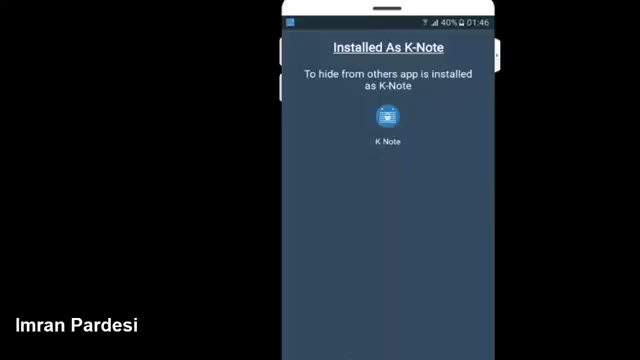 40% 01:46
Installed As K-Note
To hide from others app is installed
as K-Note
K Note
Imran Pardesi